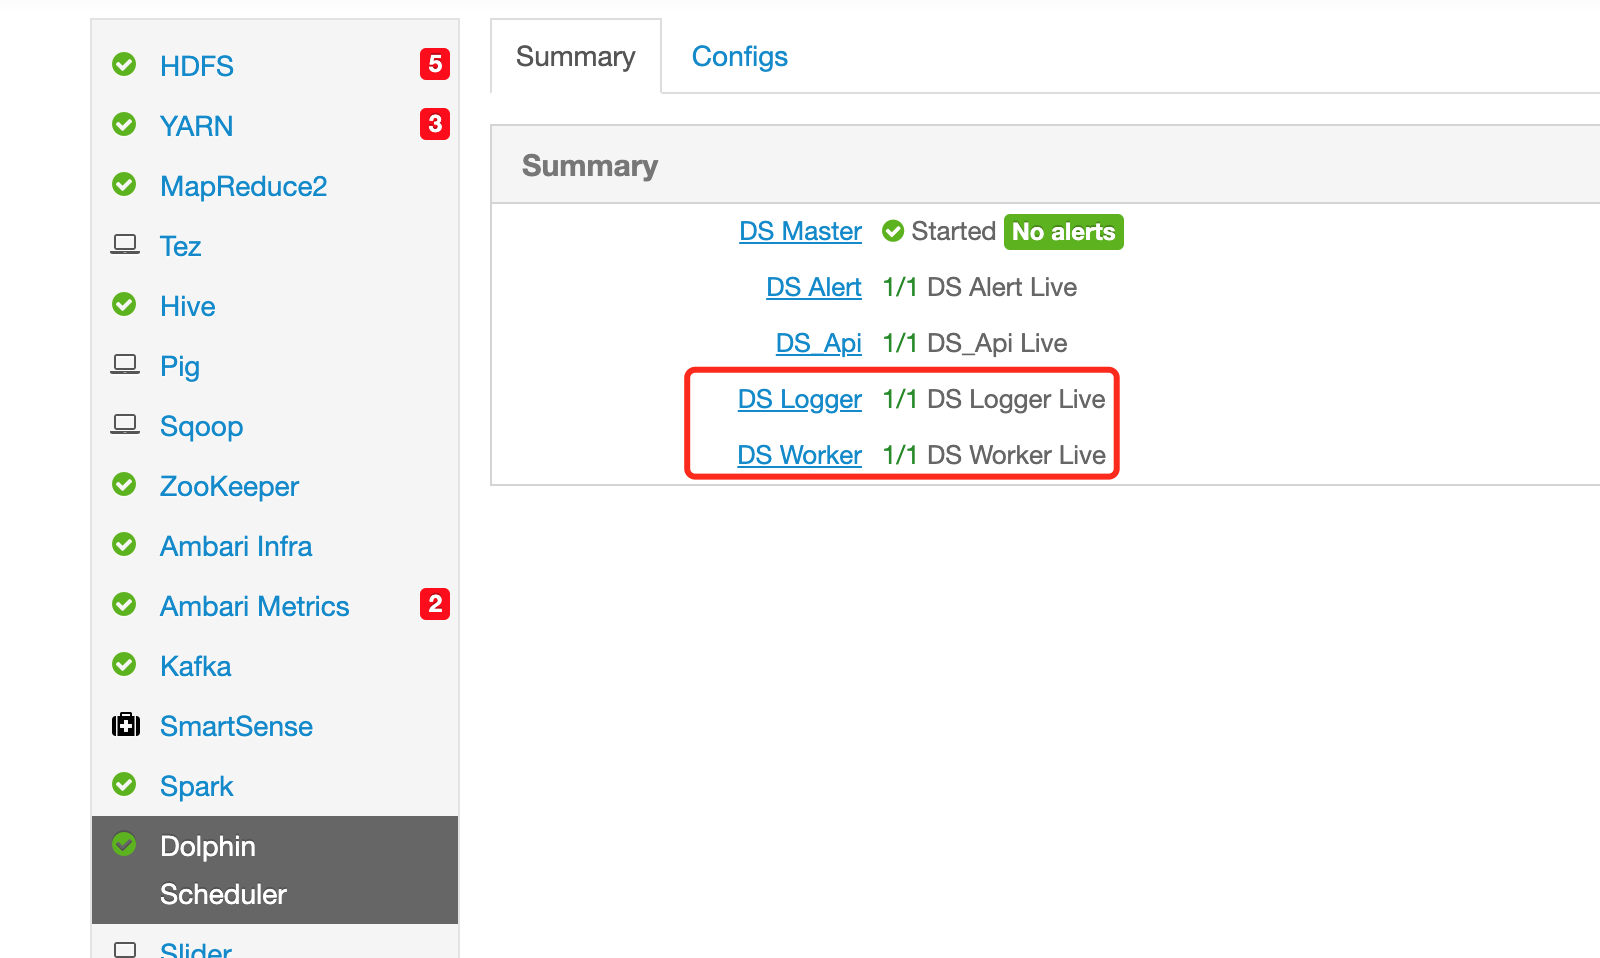 HDFS 5
YARN 3
MapReduce2
Tez
Hive
Pig
Sqoop
ZooKeeper
Ambari Infra
Ambari Metrics 2
Kafka
SmartSense
Spark
Dolphin
Scheduler
Slider
Summary Configs
Summary
DS Master Started No alerts
DS Alert 1/1 DS Alert Live
DS_Api 1/1 DS_Api Live
DS Logger 1/1 DS Logger Live
DS Worker 1/1 DS Worker Live